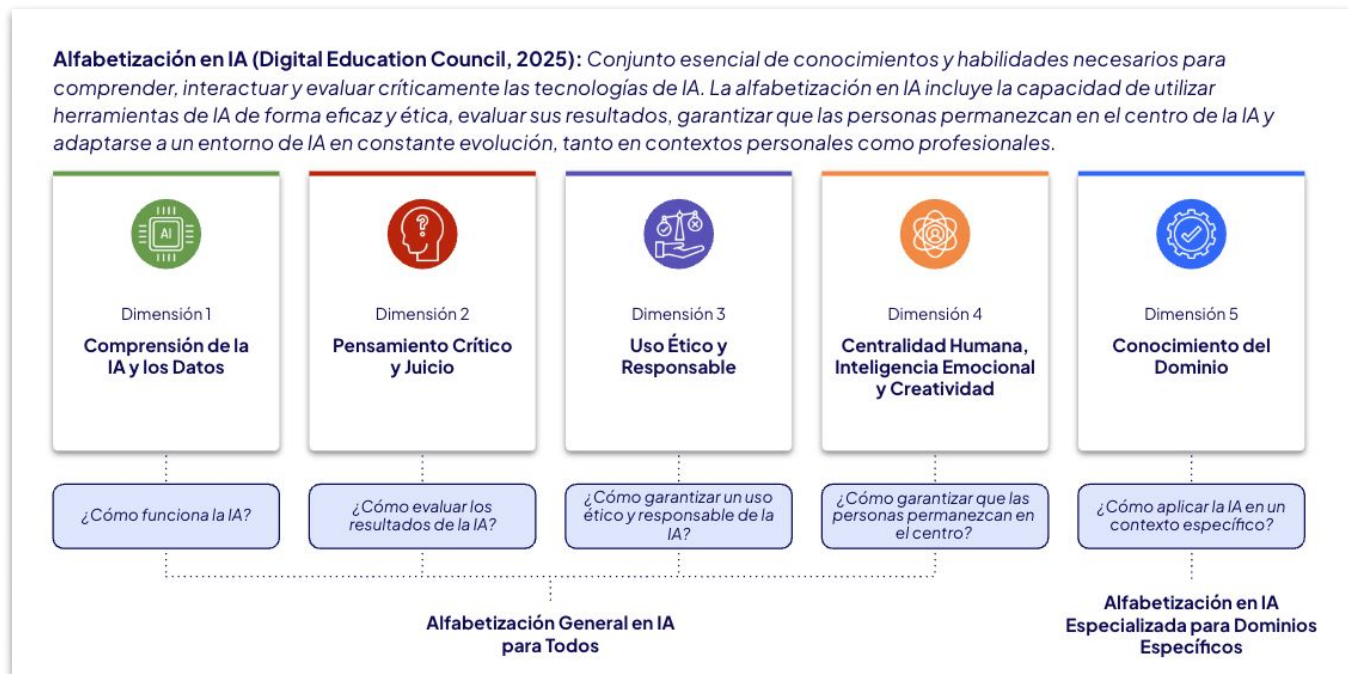 Alfabetización en IA (Digital Education Council, 2025): Conjunto esencial de conocimientos y habilidades necesarios para
comprender, interactuar y evaluar críticamente las tecnologías de IA. La alfabetización en IA incluye la capacidad de utilizar
herramientas de IA de forma eficaz y ética, evaluar sus resultados, garantizar que las personas permanezcan en el centro de la IA y
adaptarse a un entorno de IA en constante evolución, tanto en contextos personales como profesionales.
AI
Dimensión 1
Comprensión de la
IA y los Datos
¿Cómo funciona la IA?
?
Dimensión 2
Pensamiento Crítico
y Juicio
¿Cómo evaluar los
resultados de la IA?
Dimensión 3
Uso Ético y
Responsable
¿Cómo garantizar un uso
ético y responsable de la
IA?
Dimensión 4
Centralidad Humana,
Inteligencia Emocional
y Creatividad
¿Cómo garantizar que las
personas permanezcan en
el centro?
Dimensión 5
Conocimiento del
Dominio
¿Cómo aplicar la IA en un
contexto específico?
Alfabetización General en IA
para Todos
Alfabetización en IA
Especializada para Dominios
Específicos